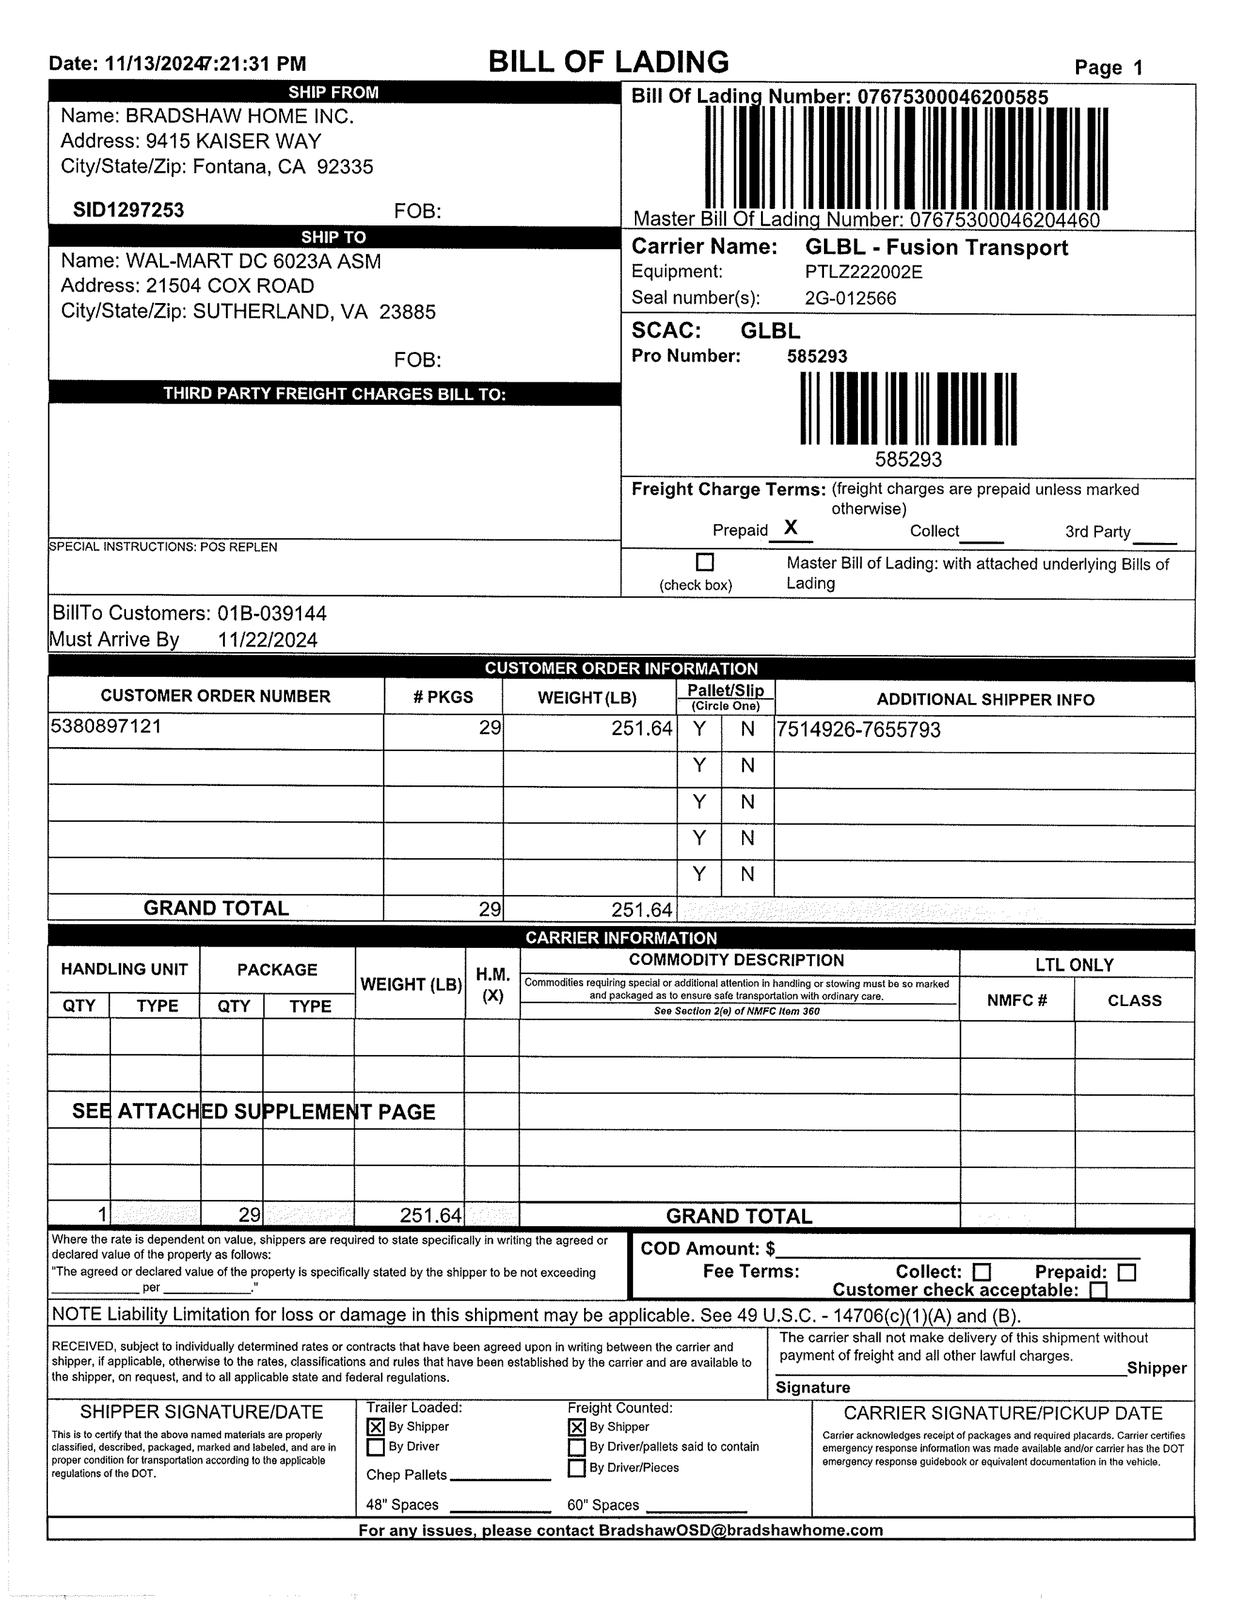 Date: 11/13/20247:21:31 PM
BILL OF LADING
Page 1
SHIP FROM
Name: BRADSHAW HOME INC.
Address: 9415 KAISER WAY
City/State/Zip: Fontana, CA 92335
SID1297253 FOB:
SHIP TO
Name: WAL-MART DC 6023A ASM
Address: 21504 COX ROAD
City/State/Zip: SUTHERLAND, VA 23885
FOB:
THIRD PARTY FREIGHT CHARGES BILL TO:
SPECIAL INSTRUCTIONS: POS REPLEN
Bill Of Lading Number: 07675300046200585
Master Bill Of Lading Number: 07675300046204460
Carrier Name: GLBL - Fusion Transport
Equipment: PTLZ222002E
Seal number(s): 2G-012566
SCAC: GLBL
Pro Number: 585293
585293
Freight Charge Terms: (freight charges are prepaid unless marked
otherwise)
Prepaid X Collect 3rd Party
Master Bill of Lading: with attached underlying Bills of
(check box) Lading
BillTo Customers: 01B-039144
Must Arrive By 11/22/2024
CUSTOMER ORDER INFORMATION
CUSTOMER ORDER NUMBER # PKGS WEIGHT(LB) Pallet/Slip (Circle One) ADDITIONAL SHIPPER INFO
5380897121 29 251.64 Y N 7514926-7655793
Y N
Y N
Y N
Y N
GRAND TOTAL 29 251.64
CARRIER INFORMATION
HANDLING UNIT PACKAGE WEIGHT (LB) H.M. (X) COMMODITY DESCRIPTION LTL ONLY
Commodities requiring special or additional attention in handling or stowing must be so marked
and packaged as to ensure safe transportation with ordinary care.
See Section 2(e) of NMFC Item 360
QTY TYPE QTY TYPE NMFC # CLASS
SEE ATTACHED SUPPLEMENT PAGE
1 29 251.64 GRAND TOTAL
Where the rate is dependent on value, shippers are required to state specifically in writing the agreed or
declared value of the property as follows:
"The agreed or declared value of the property is specifically stated by the shipper to be not exceeding
____________ per ____________."
COD Amount: $
Fee Terms: Collect: Prepaid:
Customer check acceptable:
NOTE Liability Limitation for loss or damage in this shipment may be applicable. See 49 U.S.C. - 14706(c)(1)(A) and (B).
RECEIVED, subject to individually determined rates or contracts that have been agreed upon in writing between the carrier and
shipper, if applicable, otherwise to the rates, classifications and rules that have been established by the carrier and are available to
the shipper, on request, and to all applicable state and federal regulations.
The carrier shall not make delivery of this shipment without
payment of freight and all other lawful charges.
Shipper
Signature
SHIPPER SIGNATURE/DATE
This is to certify that the above named materials are properly
classified, described, packaged, marked and labeled, and are in
proper condition for transportation according to the applicable
regulations of the DOT.
Trailer Loaded:
X By Shipper
By Driver
Chep Pallets
48" Spaces
Freight Counted:
X By Shipper
By Driver/pallets said to contain
By Driver/Pieces
60" Spaces
CARRIER SIGNATURE/PICKUP DATE
Carrier acknowledges receipt of packages and required placards. Carrier certifies
emergency response information was made available and/or carrier has the DOT
emergency response guidebook or equivalent documentation in the vehicle.
For any issues, please contact BradshawOSD@bradshawhome.com